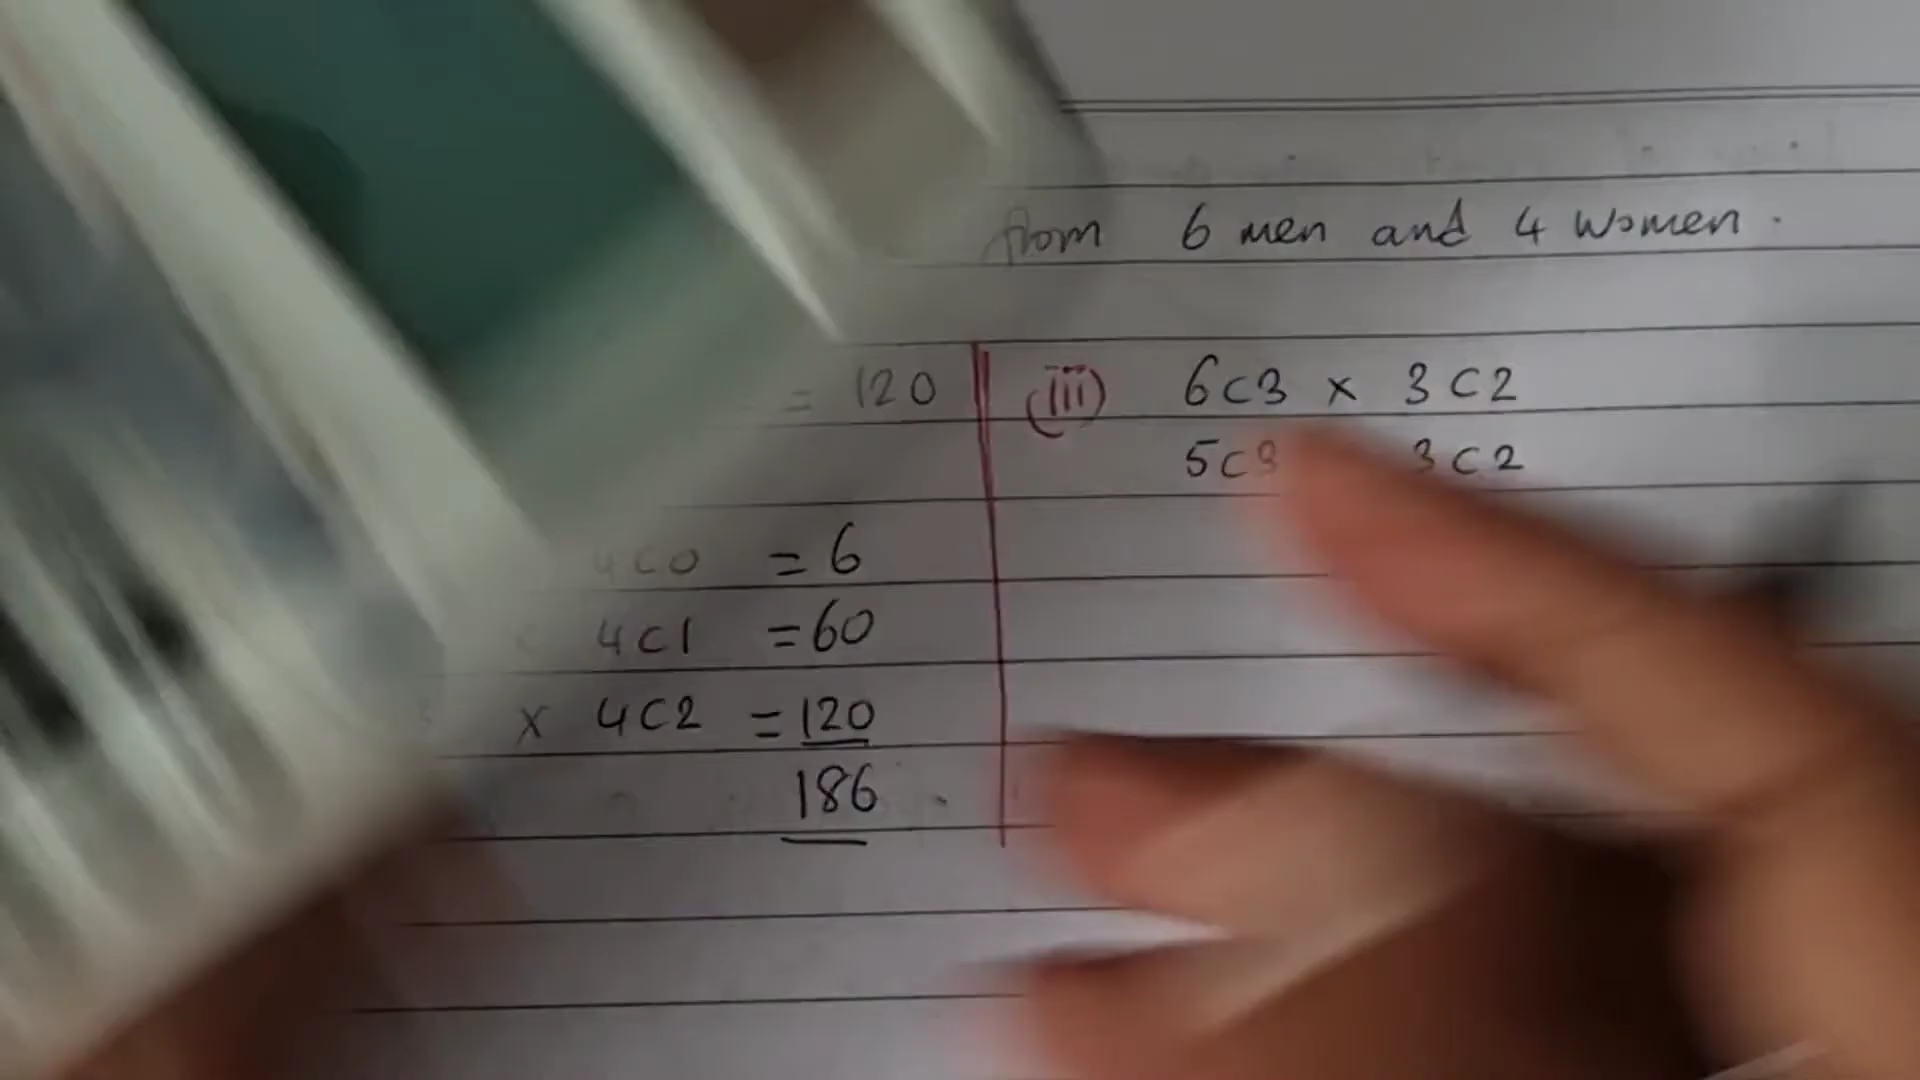 from 6 men and 4 women.
= 120
4C0 = 6
4C1 = 60
x 4C2 = 120
186
(iii) 6C3 x 3C2
5C3 3C2